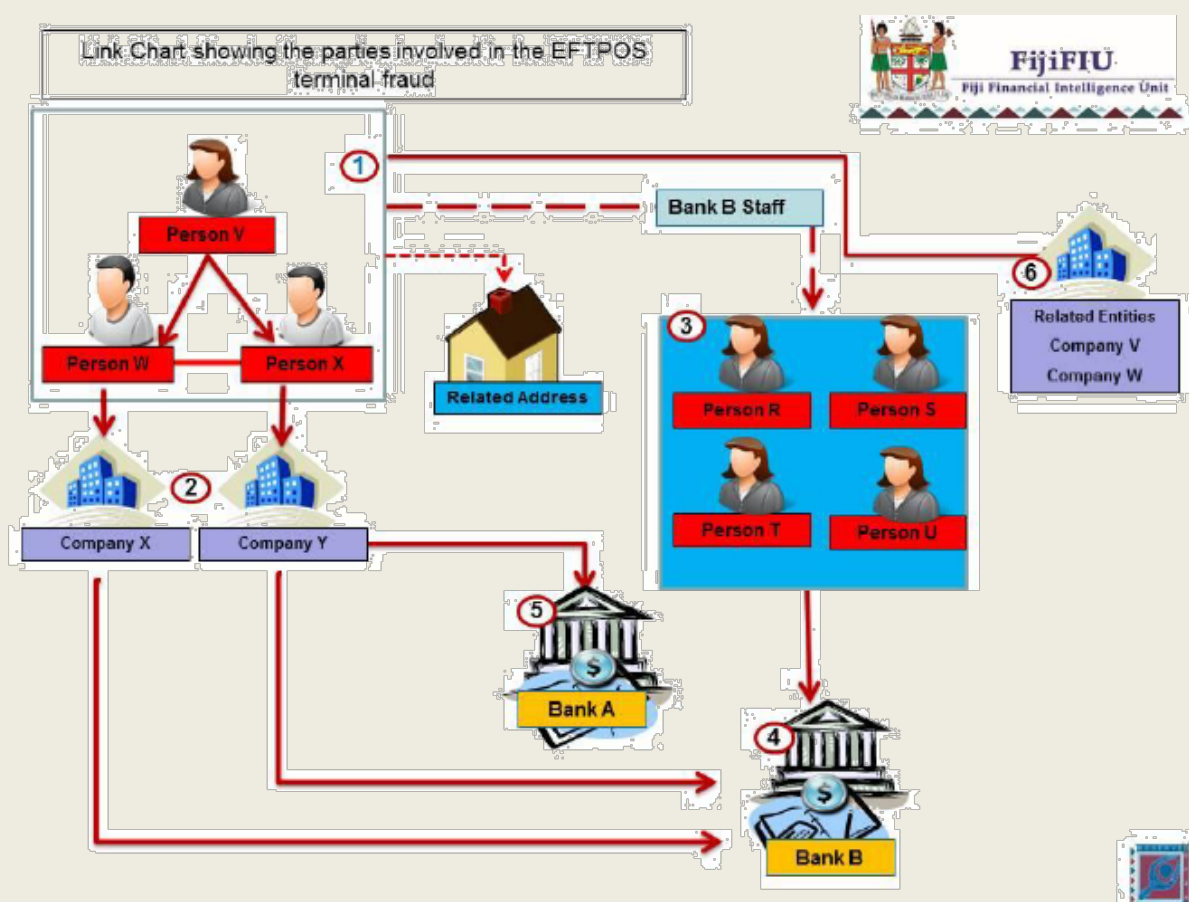 Link Chart showing the parties involved in the EFTPOS
terminal fraud
FijiFIU
Fiji Financial Intelligence Unit
1
Person V
Bank B Staff
6
Person W
Person X
Related Address
3
Person R
Person S
Person T
Person U
Related Entities
Company V
Company W
2
Company X
Company Y
5
$
Bank A
4
$
Bank B